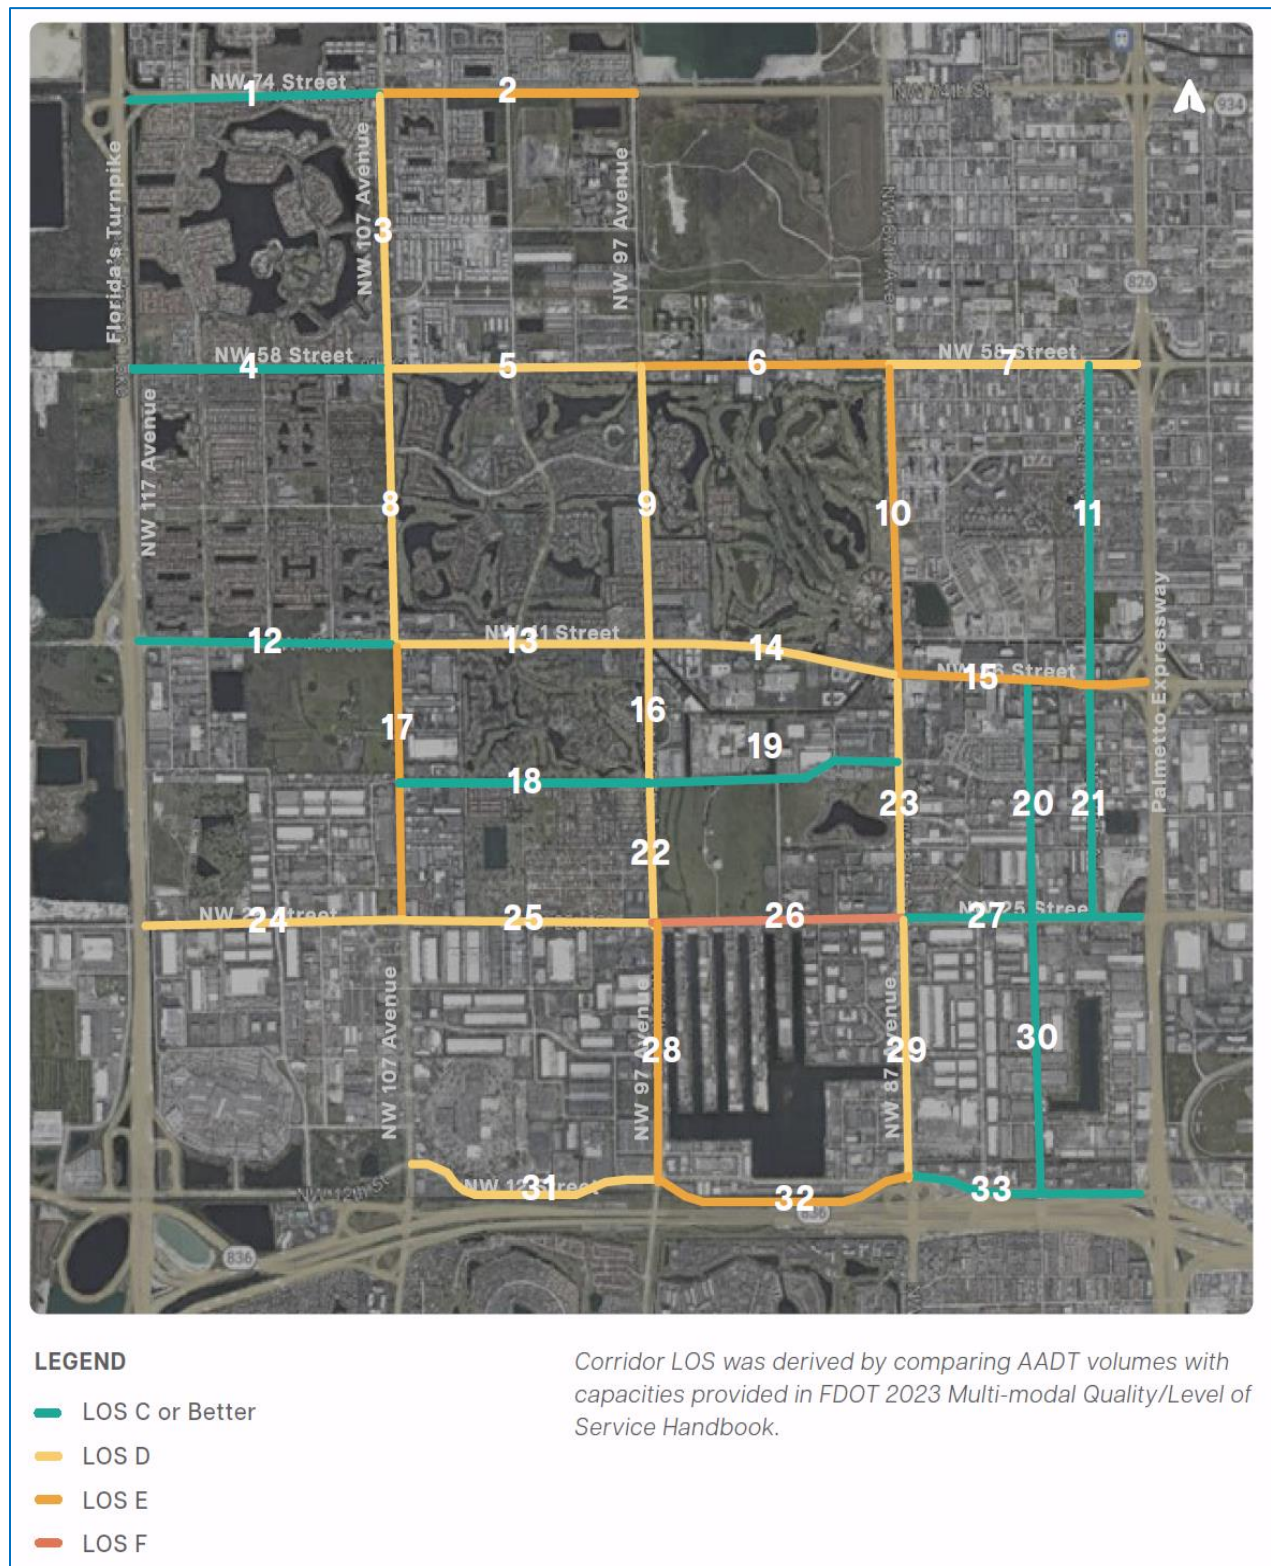 NW 74 Street
1
2
934
NW 107 Avenue
Florida's Turnpike
NW 97 Avenue
3
826
NW 58 Street
4
5
6
NW 58 Street
7
NW 117 Avenue
8
9
10
11
12
13
Street
14
15
Street
Palmetto Expressway
16
17
18
19
20
21
22
23
24
25
26
27
NW 107 Avenue
NW 97 Avenue
NW 87 Avenue
28
29
30
31
NW 12th St
32
33
836
836
LEGEND
LOS C or Better
LOS D
LOS E
LOS F
Corridor LOS was derived by comparing AADT volumes with
capacities provided in FDOT 2023 Multi-modal Quality/Level of
Service Handbook.